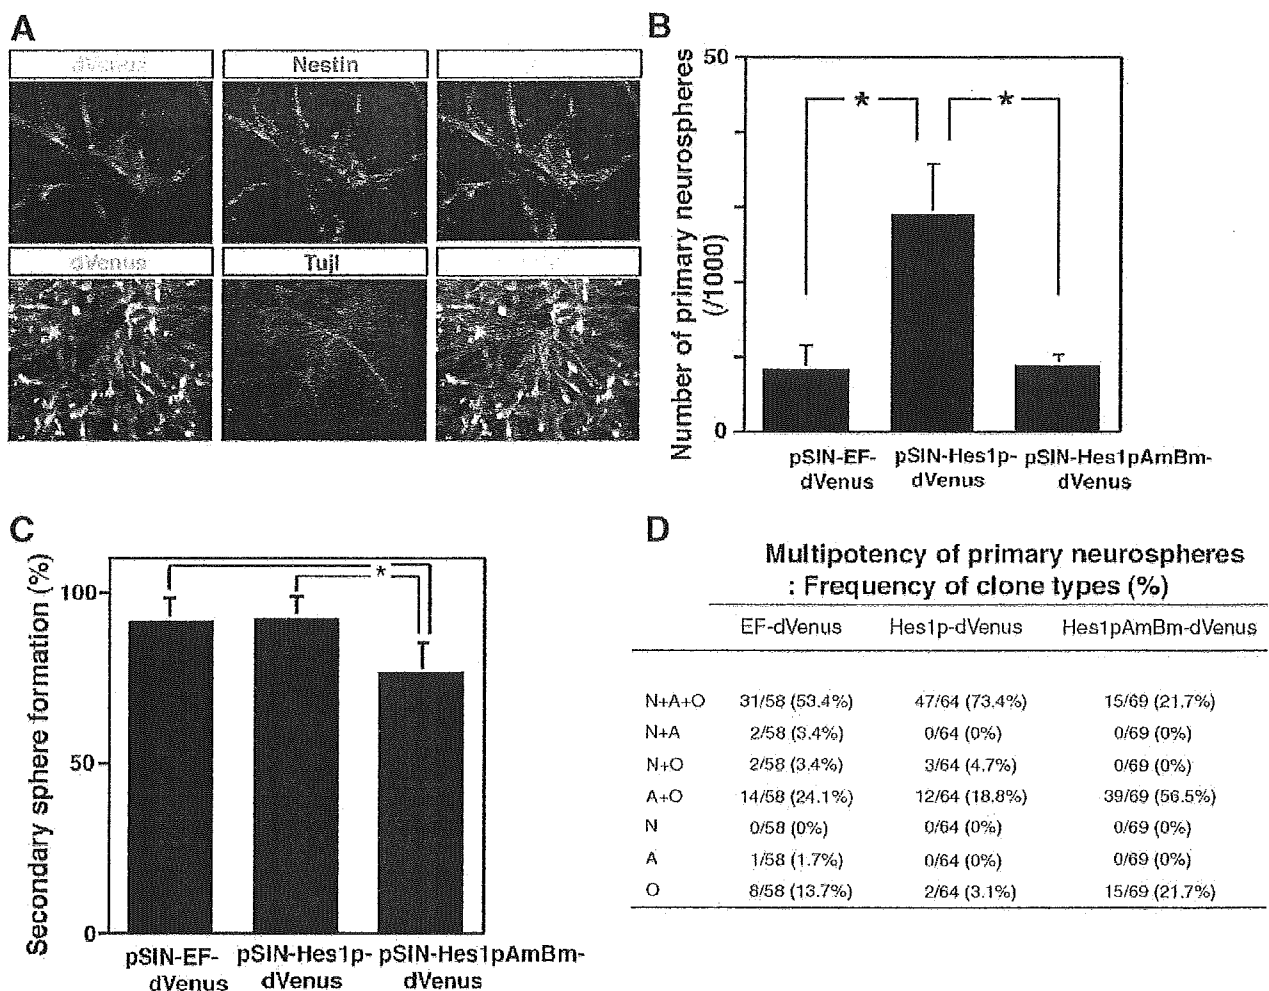 A
dVenus
Nestin
dVenus
TujI
B
Number of primary neurospheres
(/1000)
50
0
*
*
pSIN-EF-
dVenus
pSIN-Hes1p-
dVenus
pSIN-Hes1pAmBm-
dVenus
C
Secondary sphere formation (%)
100
50
0
*
pSIN-EF-
dVenus
pSIN-Hes1p-
dVenus
pSIN-Hes1pAmBm-
dVenus
D
Multipotency of primary neurospheres
: Frequency of clone types (%)
EF-dVenus Hes1p-dVenus Hes1pAmBm-dVenus
N+A+O 31/58 (53.4%) 47/64 (73.4%) 15/69 (21.7%)
N+A 2/58 (3.4%) 0/64 (0%) 0/69 (0%)
N+O 2/58 (3.4%) 3/64 (4.7%) 0/69 (0%)
A+O 14/58 (24.1%) 12/64 (18.8%) 39/69 (56.5%)
N 0/58 (0%) 0/64 (0%) 0/69 (0%)
A 1/58 (1.7%) 0/64 (0%) 0/69 (0%)
O 8/58 (13.7%) 2/64 (3.1%) 15/69 (21.7%)